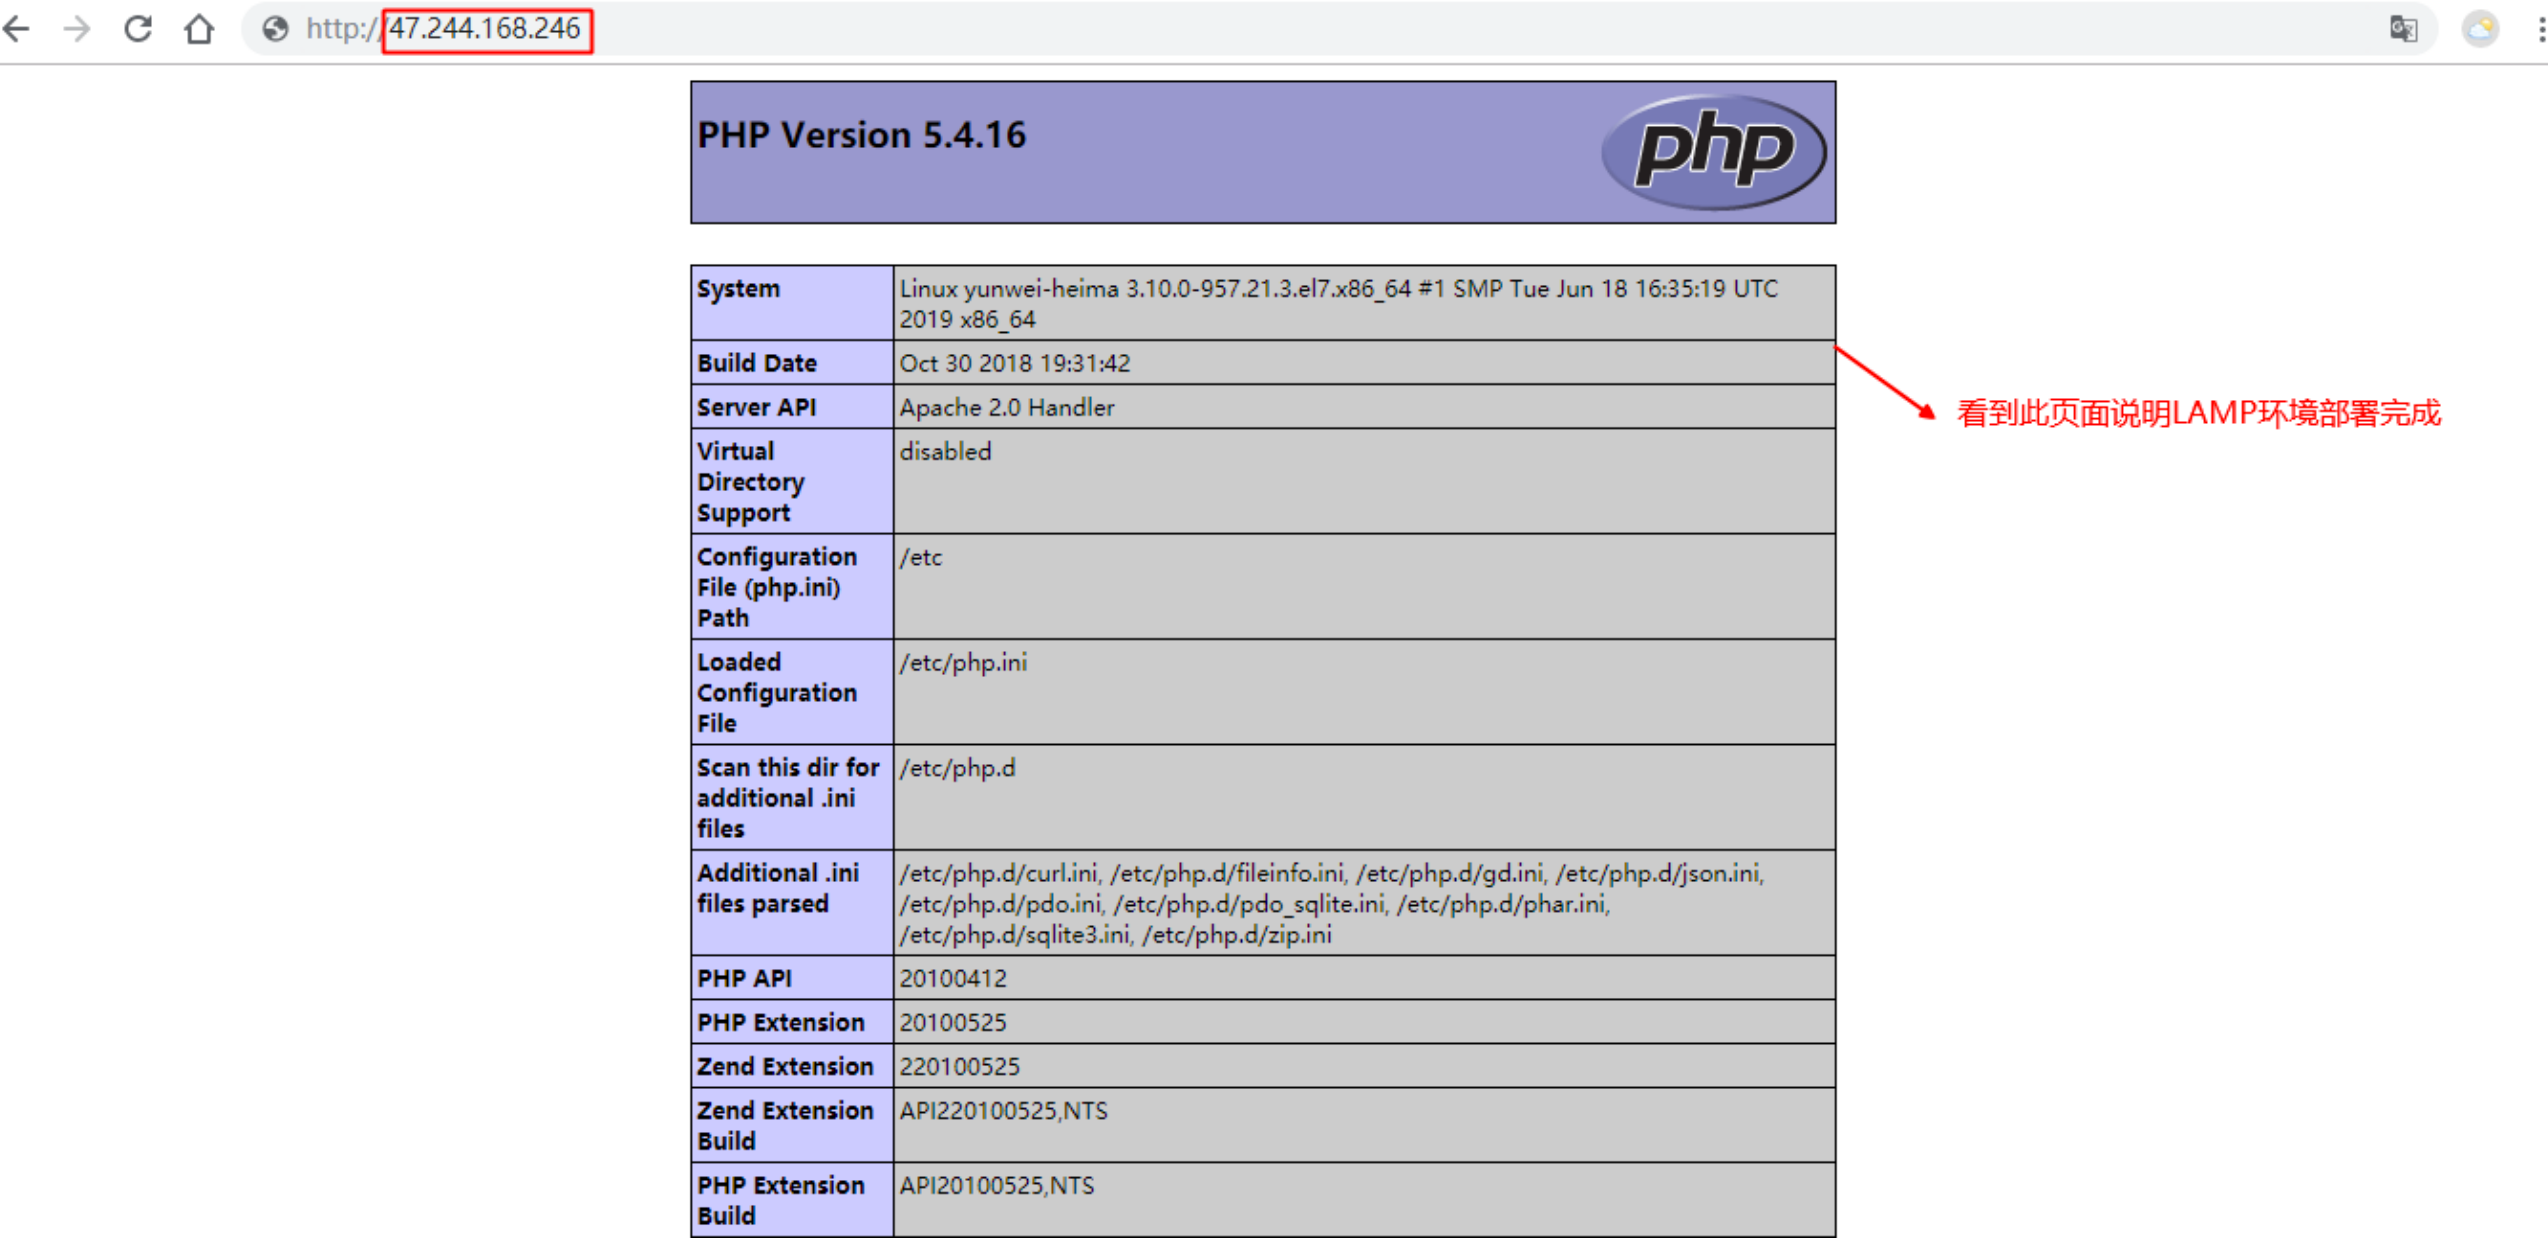 http://47.244.168.246
PHP Version 5.4.16
php
System
Linux yunwei-heima 3.10.0-957.21.3.el7.x86_64 #1 SMP Tue Jun 18 16:35:19 UTC
2019 x86_64
Build Date
Oct 30 2018 19:31:42
Server API
Apache 2.0 Handler
看到此页面说明LAMP环境部署完成
Virtual
Directory
Support
disabled
Configuration
File (php.ini)
Path
/etc
Loaded
Configuration
File
/etc/php.ini
Scan this dir for
additional .ini
files
/etc/php.d
Additional .ini
files parsed
/etc/php.d/curl.ini, /etc/php.d/fileinfo.ini, /etc/php.d/gd.ini, /etc/php.d/json.ini,
/etc/php.d/pdo.ini, /etc/php.d/pdo_sqlite.ini, /etc/php.d/phar.ini,
/etc/php.d/sqlite3.ini, /etc/php.d/zip.ini
PHP API
20100412
PHP Extension
20100525
Zend Extension
220100525
Zend Extension
Build
API220100525,NTS
PHP Extension
Build
API20100525,NTS